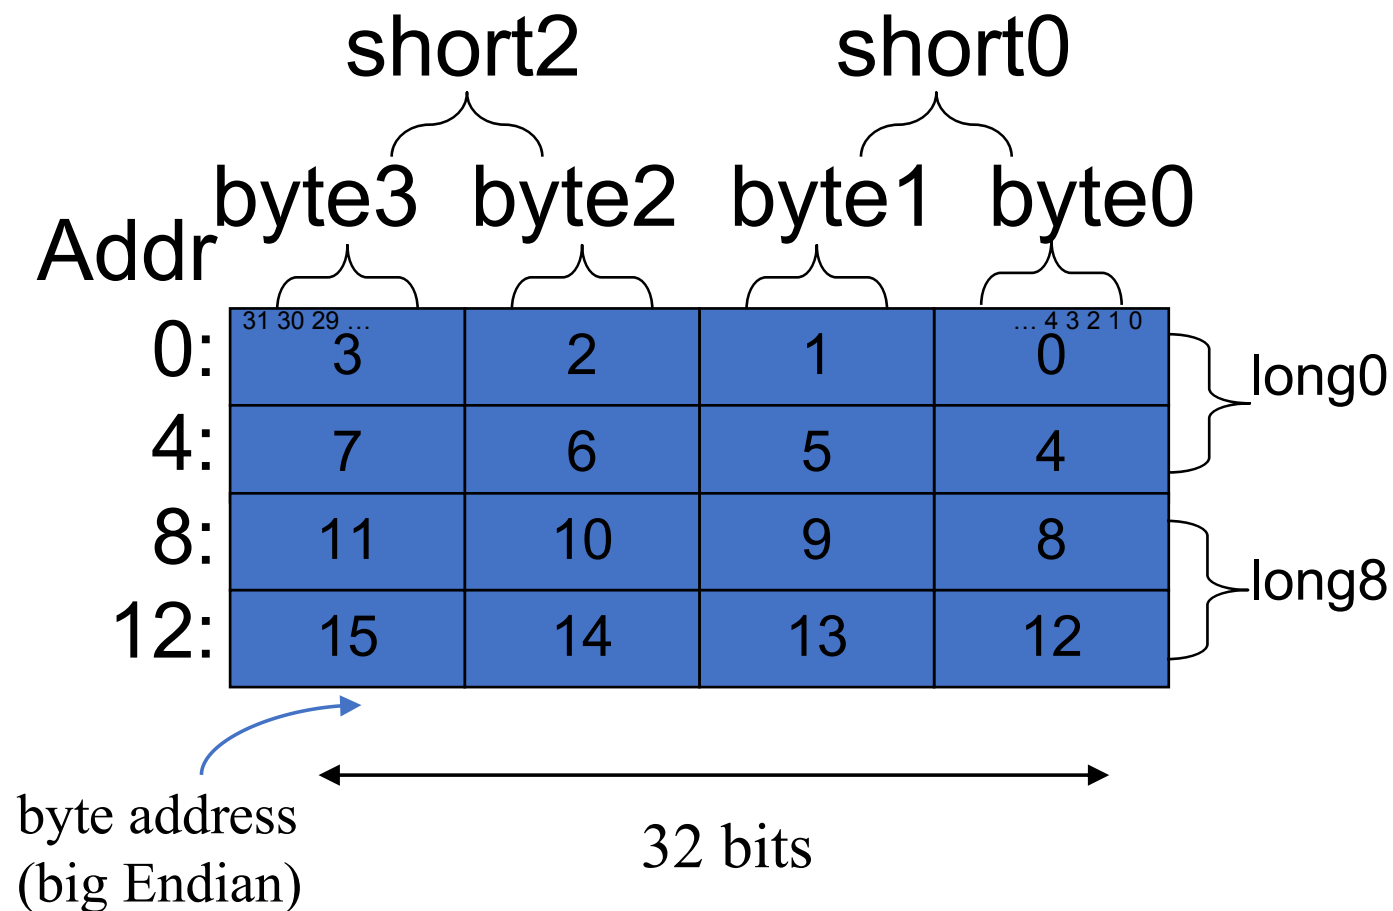 short2 short0
byte3 byte2 byte1 byte0
Addr
31 30 29 ... ... 4 3 2 1 0
0: 3 2 1 0
long0
4: 7 6 5 4
8: 11 10 9 8
long8
12: 15 14 13 12
byte address
(big Endian)
32 bits